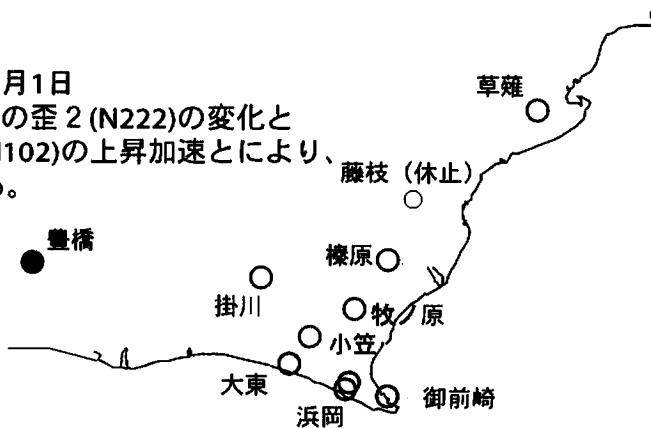 月1日
の歪2(N222)の変化と
102)の上昇加速とにより、
。
草薙
藤枝（休止）
豊橋
榛原
掛川
牧ノ原
小笠
大東
御前崎
浜岡